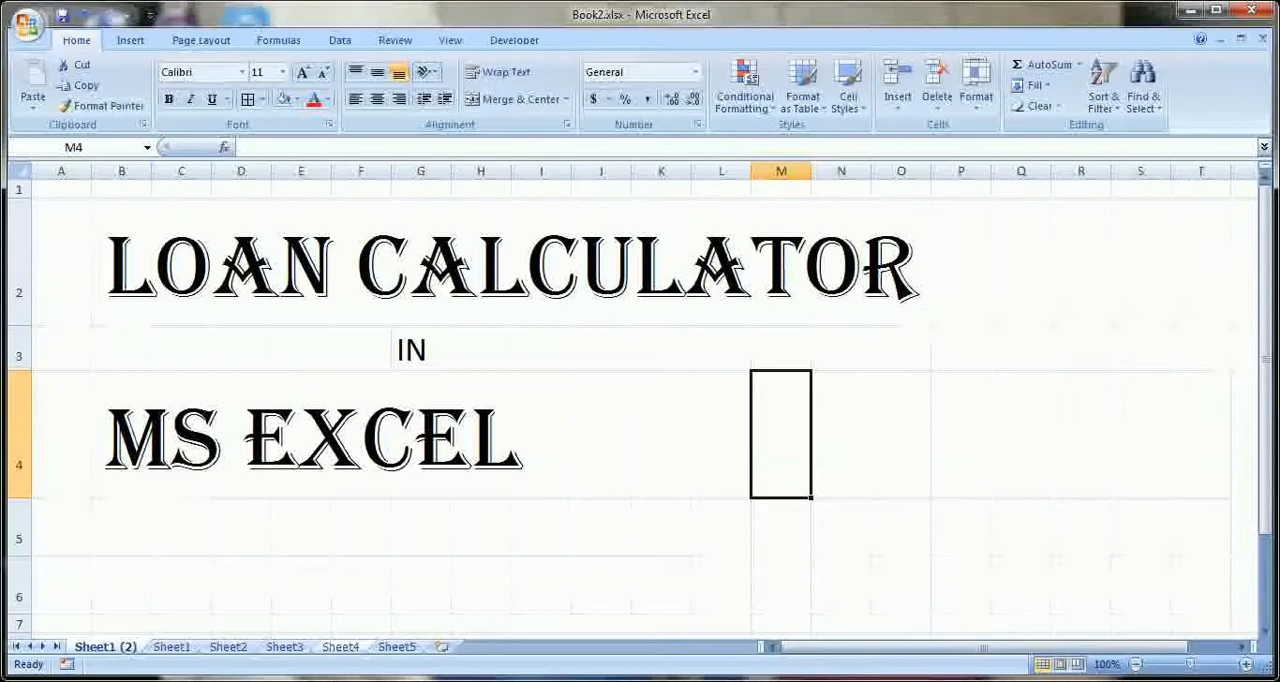 Book2.xlsx - Microsoft Excel
Home Insert Page Layout Formulas Data Review View Developer
Paste Cut Copy Format Painter Clipboard
Calibri 11 B I U Font
Wrap Text Merge & Center Alignment
General $ % , Number
Conditional Formatting Format as Table Cell Styles Styles
Insert Delete Format Cells
Σ AutoSum Fill Clear Sort & Filter Find & Select Editing
M4 fx
A B C D E F G H I J K L M N O P Q R S T
1
2 LOAN CALCULATOR
3 IN
4 MS EXCEL
5
6
7
Sheet1 (2) Sheet1 Sheet2 Sheet3 Sheet4 Sheet5
Ready 100%